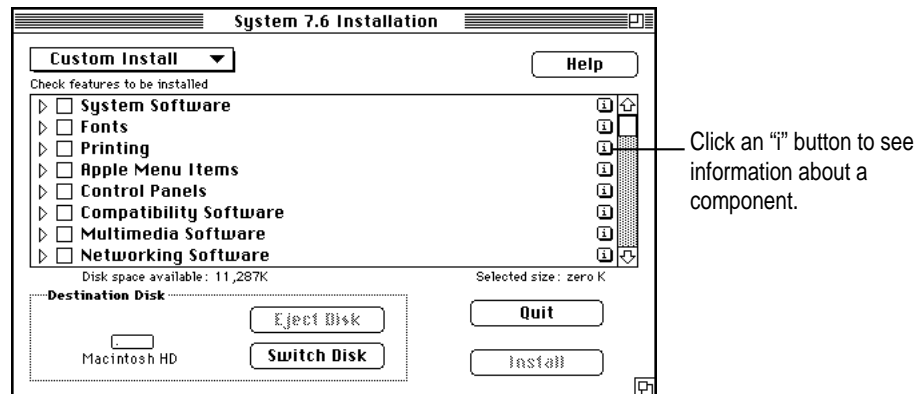 System 7.6 Installation
Custom Install
Help
Check features to be installed
System Software
Fonts
Printing
Apple Menu Items
Control Panels
Compatibility Software
Multimedia Software
Networking Software
Disk space available: 11,287K
Selected size: zero K
Destination Disk
Eject Disk
Quit
Macintosh HD
Switch Disk
Install
Click an “i” button to see
information about a
component.